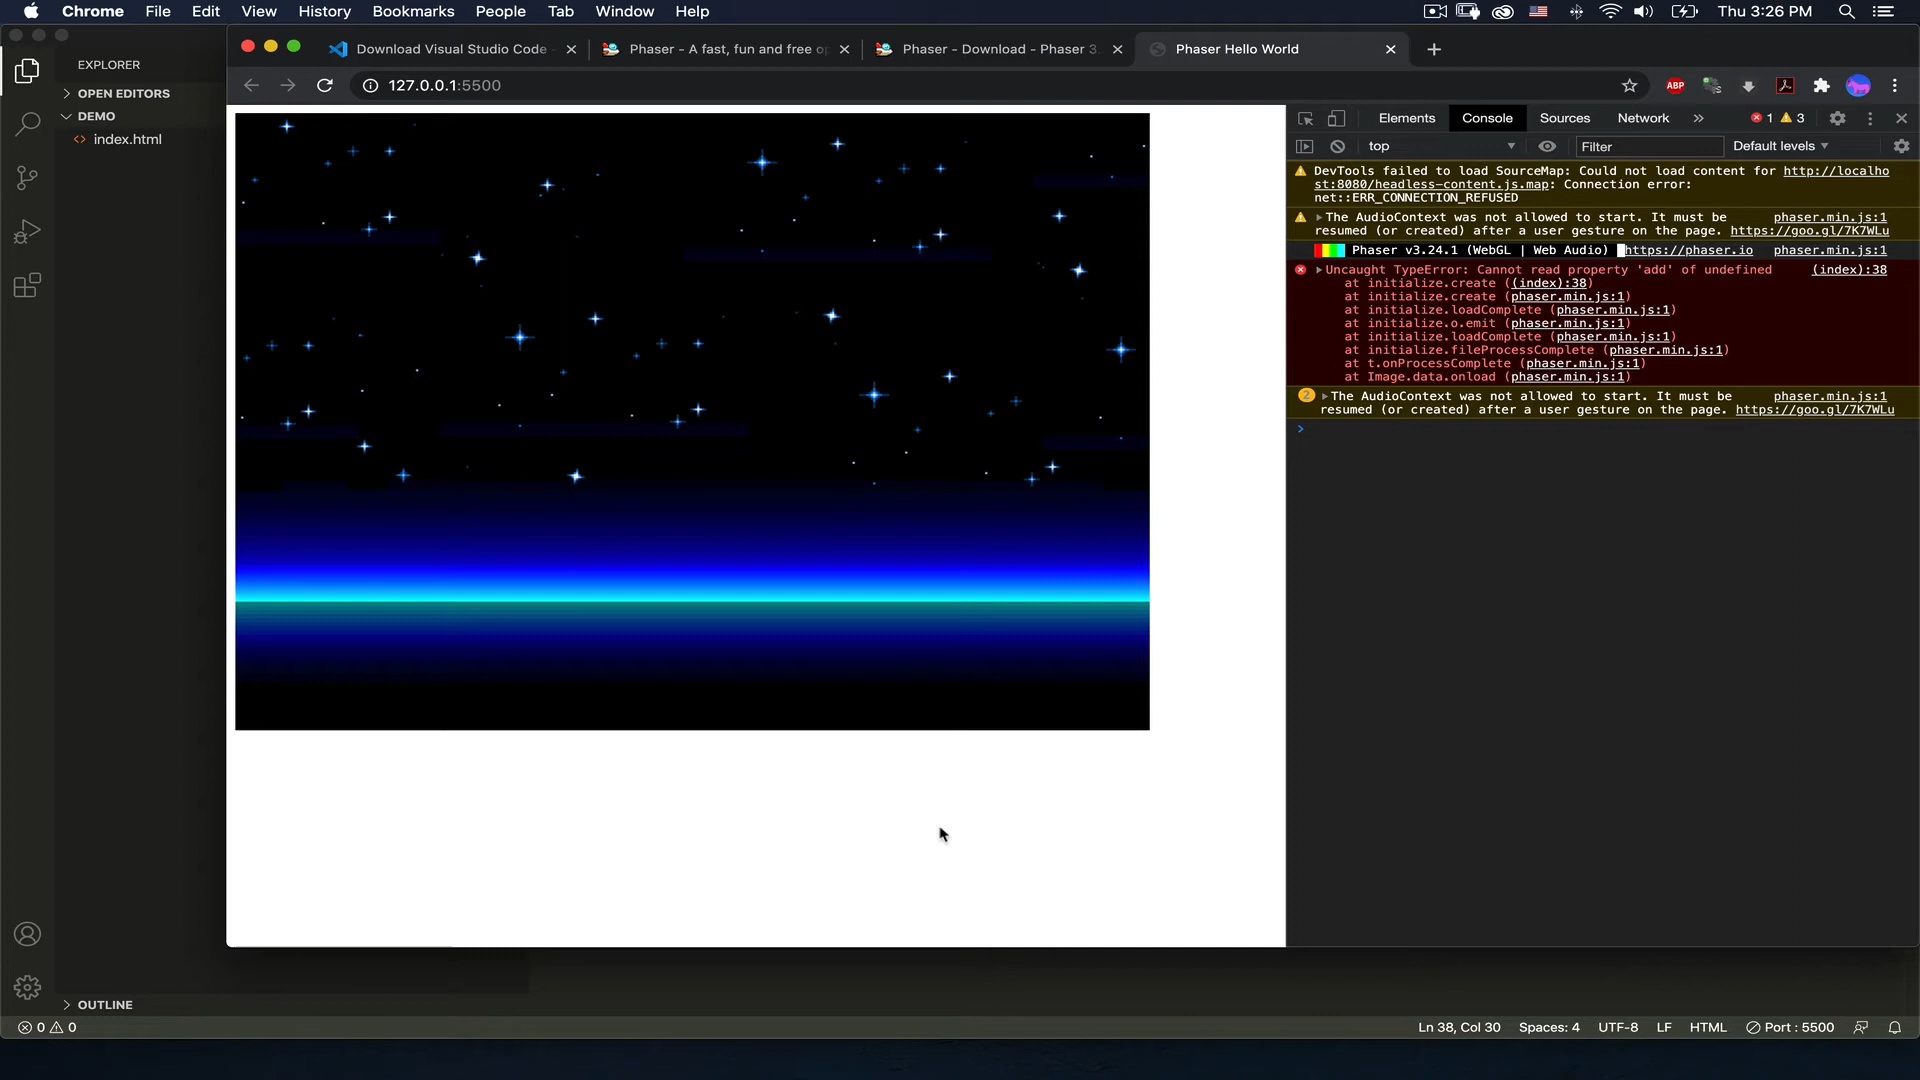 Chrome File Edit View History Bookmarks People Tab Window Help Thu 3:26 PM
EXPLORER
OPEN EDITORS
DEMO
<> index.html
OUTLINE
Download Visual Studio Code
Phaser - A fast, fun and free op
Phaser - Download - Phaser 3.
Phaser Hello World
127.0.0.1:5500
ABP
Elements Console Sources Network » 1 3
top Filter Default levels
DevTools failed to load SourceMap: Could not load content for http://localho
st:8080/headless-content.js.map: Connection error:
net::ERR_CONNECTION_REFUSED
The AudioContext was not allowed to start. It must be phaser.min.js:1
resumed (or created) after a user gesture on the page. https://goo.gl/7K7WLu
Phaser v3.24.1 (WebGL | Web Audio) https://phaser.io phaser.min.js:1
Uncaught TypeError: Cannot read property 'add' of undefined (index):38
at initialize.create ((index):38)
at initialize.create (phaser.min.js:1)
at initialize.loadComplete (phaser.min.js:1)
at initialize.o.emit (phaser.min.js:1)
at initialize.loadComplete (phaser.min.js:1)
at initialize.fileProcessComplete (phaser.min.js:1)
at t.onProcessComplete (phaser.min.js:1)
at Image.data.onload (phaser.min.js:1)
2 The AudioContext was not allowed to start. It must be phaser.min.js:1
resumed (or created) after a user gesture on the page. https://goo.gl/7K7WLu
>
0 0 Ln 38, Col 30 Spaces: 4 UTF-8 LF HTML Port : 5500